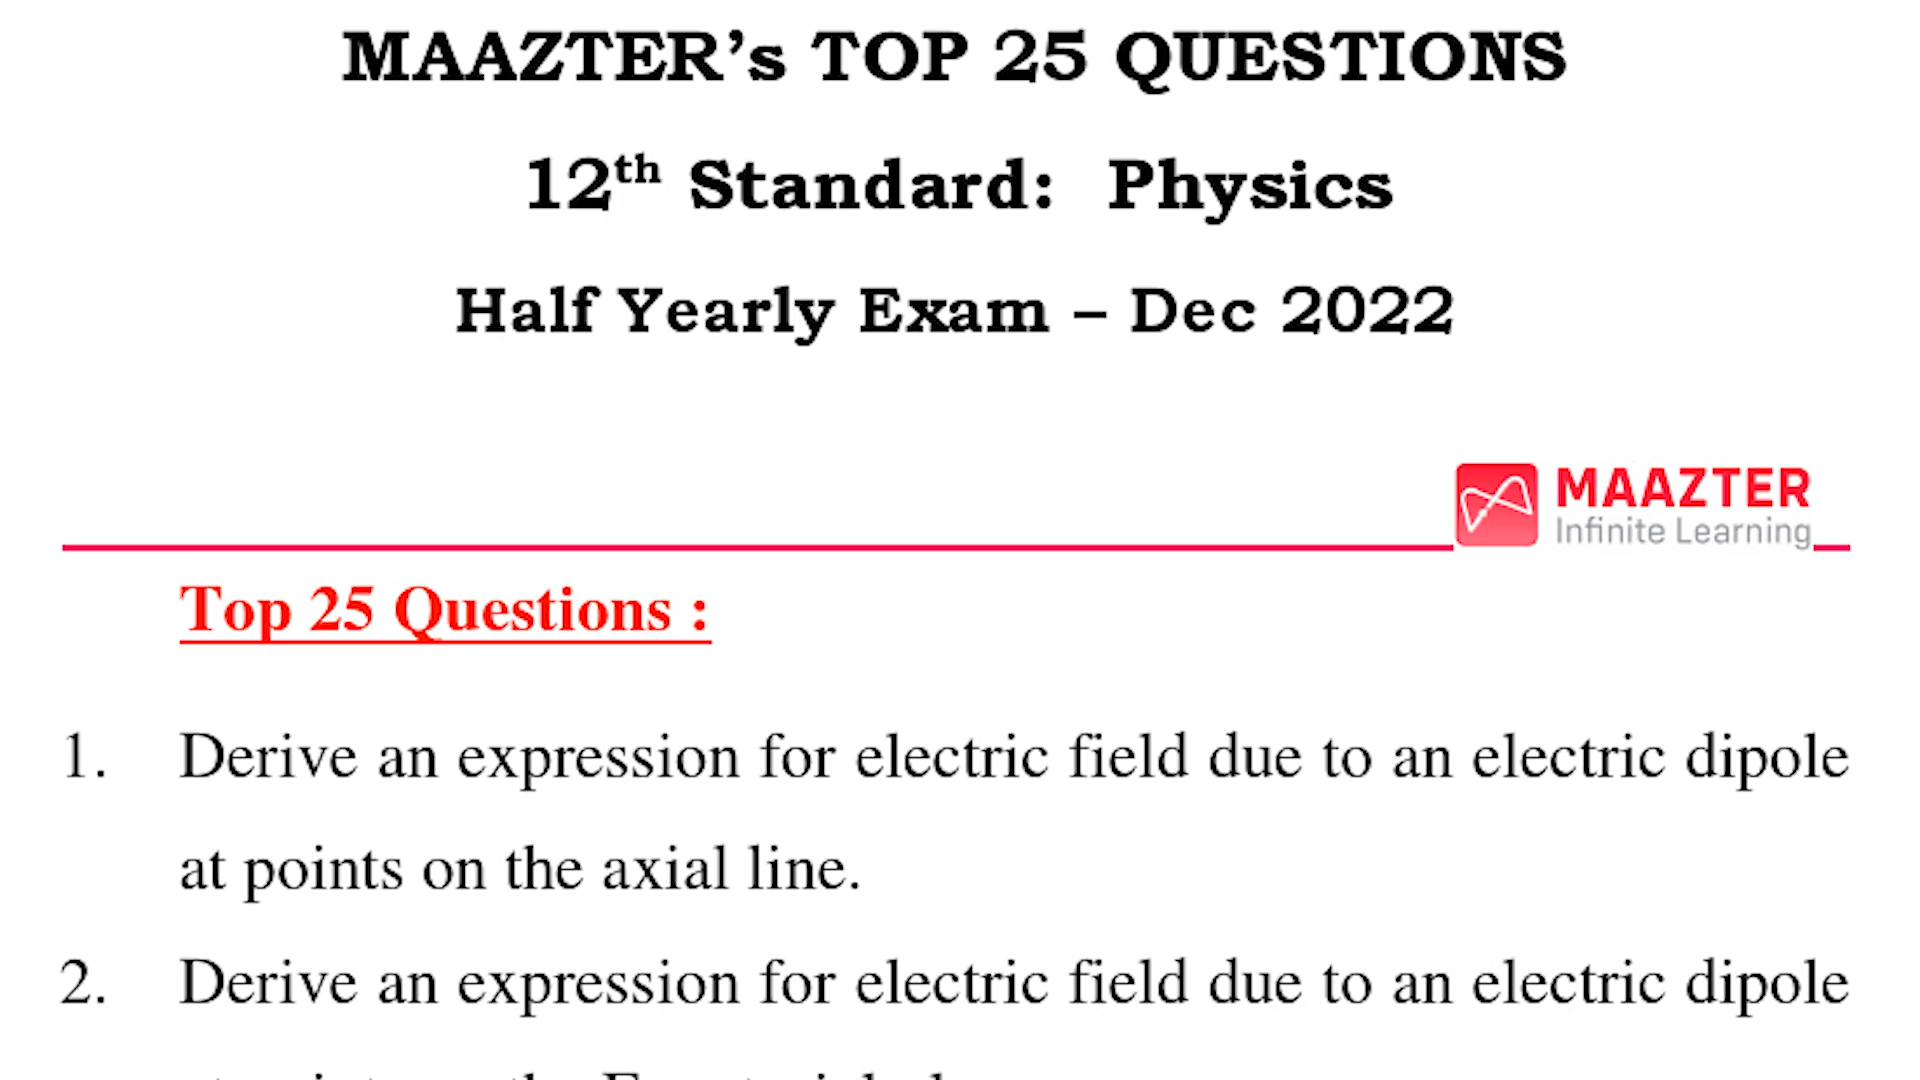 MAAZTER’s TOP 25 QUESTIONS
12th Standard: Physics
Half Yearly Exam – Dec 2022
MAAZTER
Infinite Learning
Top 25 Questions :
1. Derive an expression for electric field due to an electric dipole
at points on the axial line.
2. Derive an expression for electric field due to an electric dipole